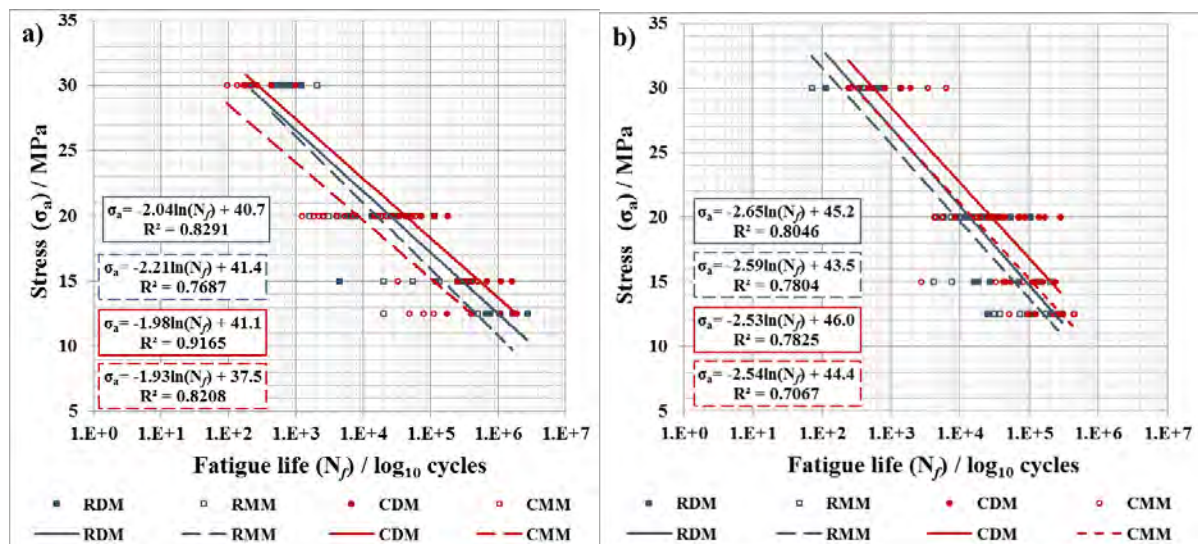 a)
35
30
25
20
15
10
5
Stress (σₐ) / MPa
σₐ= -2.04ln(N𝑓) + 40.7
R² = 0.8291
σₐ= -2.21ln(N𝑓) + 41.4
R² = 0.7687
σₐ= -1.98ln(N𝑓) + 41.1
R² = 0.9165
σₐ= -1.93ln(N𝑓) + 37.5
R² = 0.8208
1.E+0 1.E+1 1.E+2 1.E+3 1.E+4 1.E+5 1.E+6 1.E+7
Fatigue life (N𝑓) / log₁₀ cycles
RDM RMM CDM CMM
RDM RMM CDM CMM
b)
35
30
25
20
15
10
5
Stress (σₐ) / MPa
σₐ= -2.65ln(N𝑓) + 45.2
R² = 0.8046
σₐ= -2.59ln(N𝑓) + 43.5
R² = 0.7804
σₐ= -2.53ln(N𝑓) + 46.0
R² = 0.7825
σₐ= -2.54ln(N𝑓) + 44.4
R² = 0.7067
1.E+0 1.E+1 1.E+2 1.E+3 1.E+4 1.E+5 1.E+6 1.E+7
Fatigue life (N𝑓) / log₁₀ cycles
RDM RMM CDM CMM
RDM RMM CDM CMM